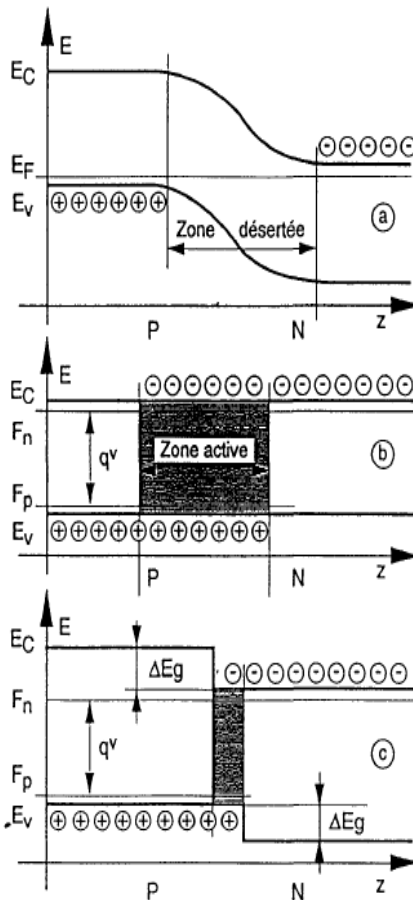 E
E_C
⊖⊖⊖⊖⊖
E_F
E_v
⊕⊕⊕⊕⊕⊕ Zone désertée
ⓐ
P N z
E
E_C ⊖⊖⊖⊖⊖⊖ ⊖⊖⊖⊖⊖
F_n
qv Zone active ⓑ
F_p
E_v
⊕⊕⊕⊕⊕⊕⊕⊕⊕⊕⊕
P N z
E
E_C
ΔEg ⊖⊖⊖⊖⊖⊖⊖⊖⊖
F_n
qv ⓒ
F_p
E_v
⊕⊕⊕⊕⊕⊕⊕⊕⊕ ΔEg
P N z